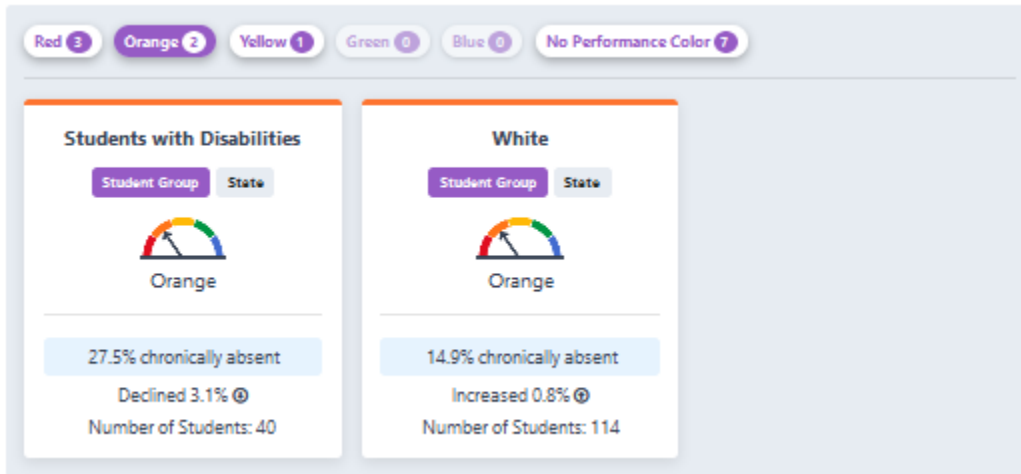 Red 3 Orange 2 Yellow 1 Green 0 Blue 0 No Performance Color 7
Students with Disabilities
Student Group State
Orange
27.5% chronically absent
Declined 3.1%
Number of Students: 40
White
Student Group State
Orange
14.9% chronically absent
Increased 0.8%
Number of Students: 114